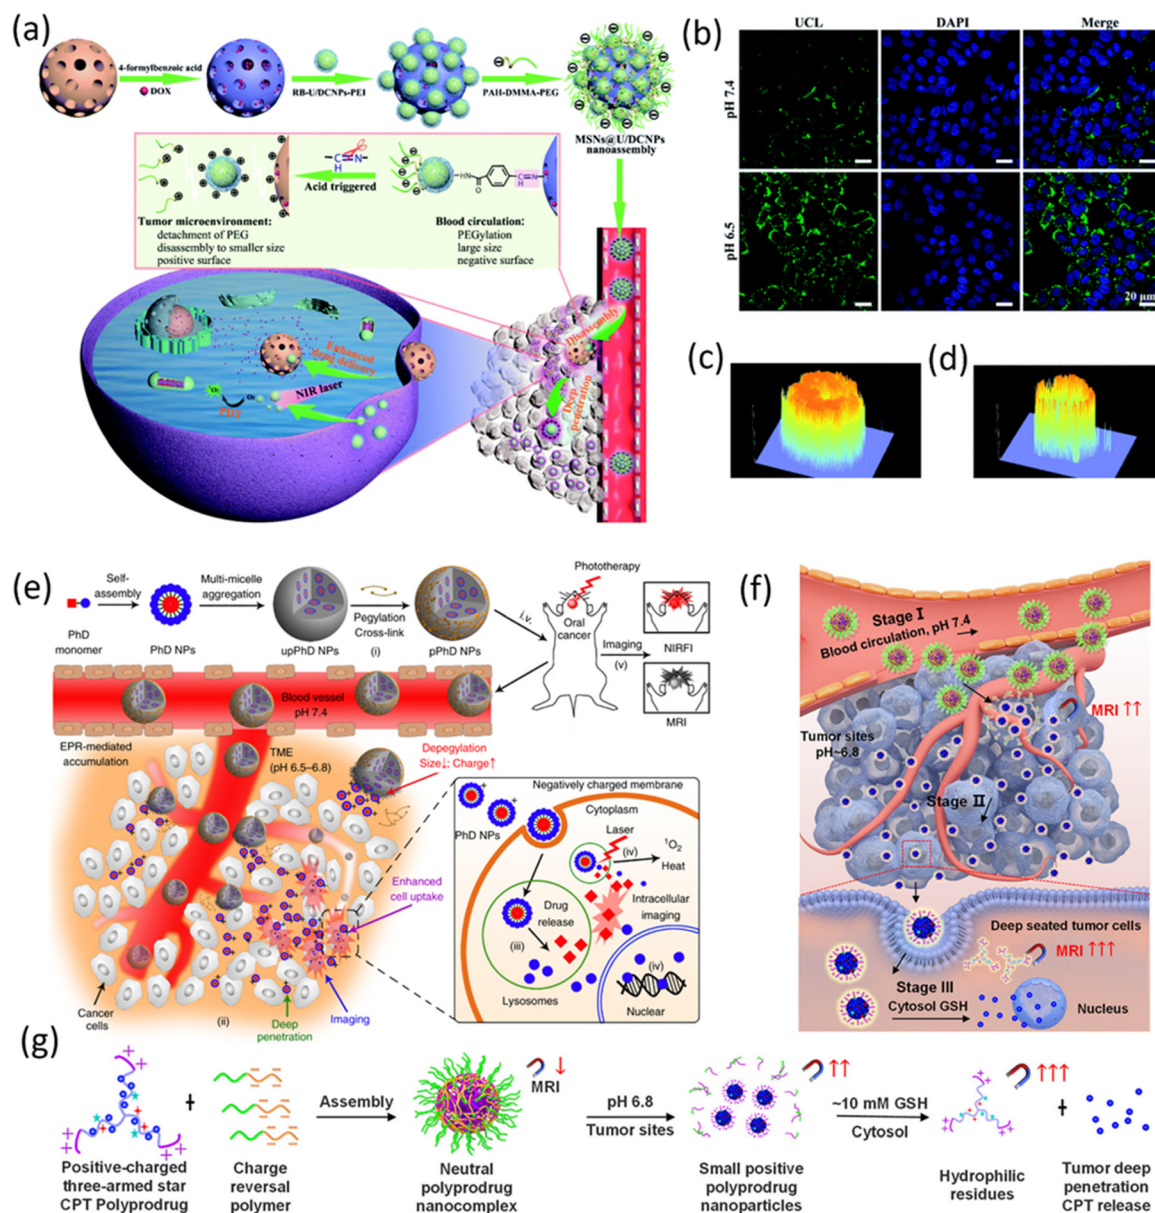 (a)
4-formylbenzoic acid
DOX
RB-U/DCNPs-PEI
PAH-DMMA-PEG
MSNs@U/DCNPs
nanoassembly
Acid triggered
Tumor microenvironment:
detachment of PEG
disassembly to smaller size
positive surface
Blood circulation:
PEGylation
large size
negative surface
Disassembly
Deep
penetration
Enhanced
drug delivery
NIR laser
PDT
(b)
UCL
DAPI
Merge
pH 7.4
pH 6.5
20 μm
(c)
(d)
(e)
Self-
assembly
Multi-micelle
aggregation
Pegylation
Cross-link
(i)
PhD
monomer
PhD NPs
upPhD NPs
pPhD NPs
i.v.
Phototherapy
Oral
cancer
Imaging
(v)
NIRFI
MRI
Blood vessel
pH 7.4
EPR-mediated
accumulation
TME
(pH 6.5–6.8)
Depegylation
Size↓; Charge↑
Enhanced
cell uptake
Cancer
cells
(ii)
Deep
penetration
Imaging
Negatively charged membrane
PhD NPs
Cytoplasm
Laser
(iv)
¹O₂
Heat
Drug
release
(iii)
Intracellular
imaging
Lysosomes
(iv)
Nuclear
(f)
Stage I
Blood circulation, pH 7.4
MRI ↑↑
Tumor sites
pH~6.8
Stage II
Deep seated tumor cells
MRI ↑↑↑
Stage III
Cytosol GSH
Nucleus
(g)
Positive-charged
three-armed star
CPT Polyprodrug
+
Charge
reversal
polymer
Assembly
MRI ↓
Neutral
polyprodrug
nanocomplex
pH 6.8
Tumor sites
↑↑
Small positive
polyprodrug
nanoparticles
~10 mM GSH
Cytosol
↑↑↑
Hydrophilic
residues
+
Tumor deep
penetration
CPT release